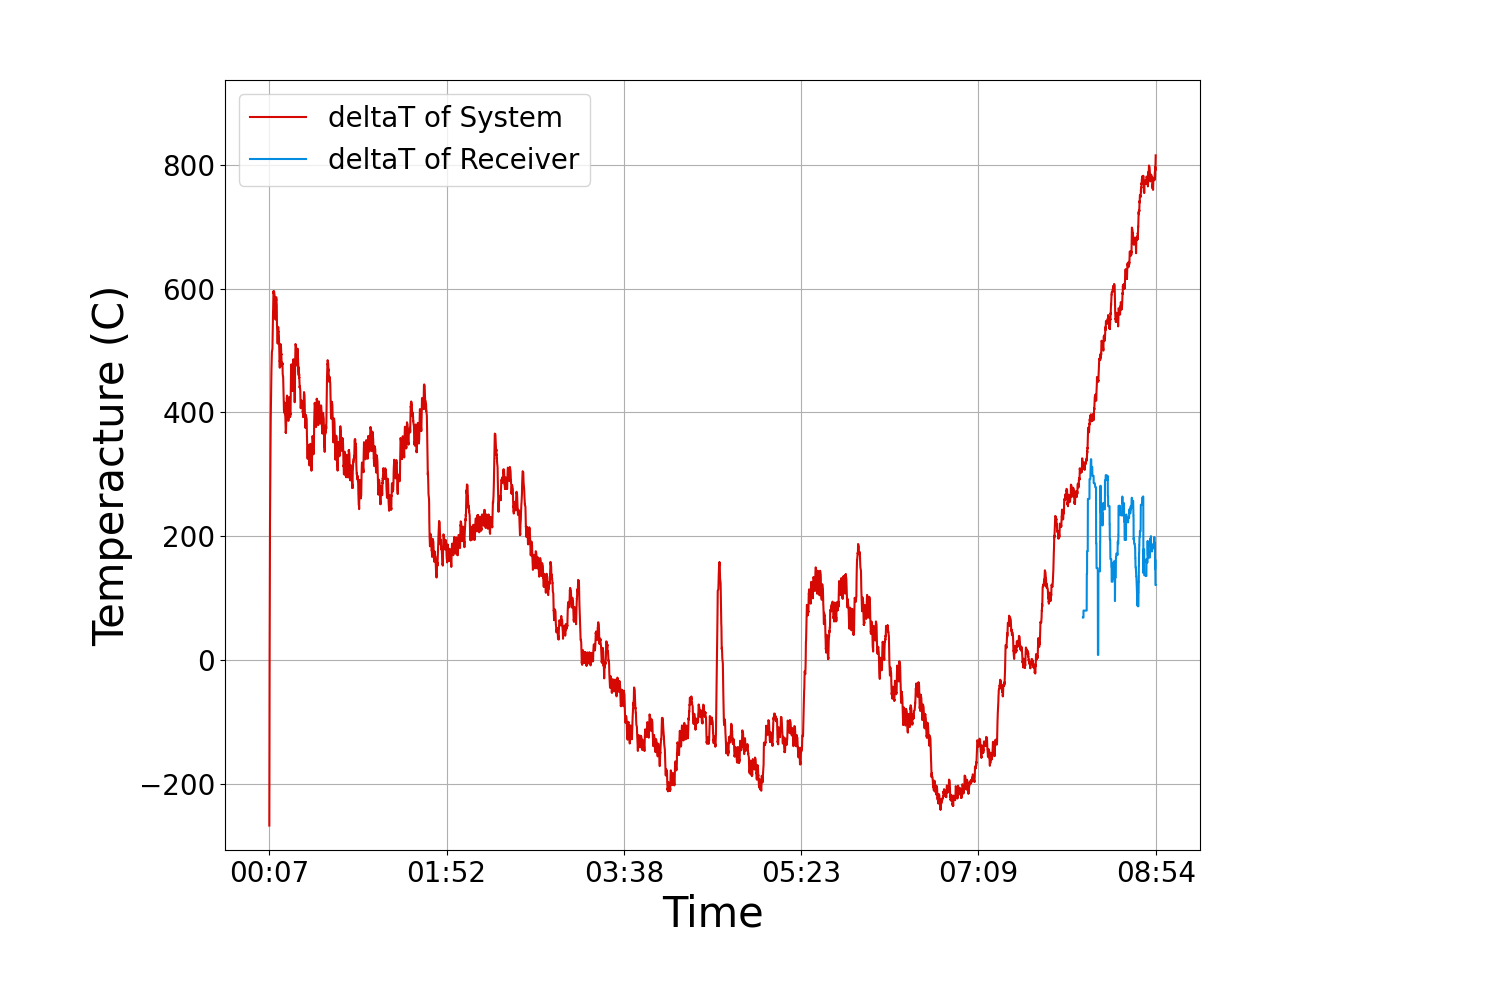 deltaT of System
deltaT of Receiver
800
600
400
200
0
−200
Temperacture (C)
00:07 01:52 03:38 05:23 07:09 08:54
Time